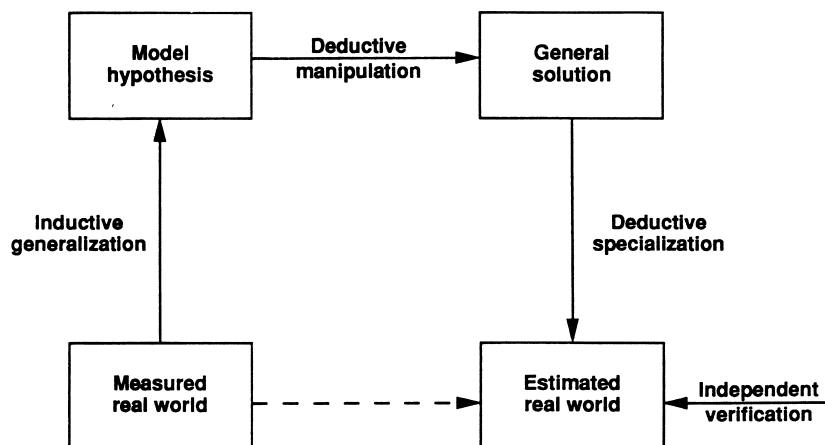 Model
hypothesis
Deductive
manipulation
General
solution
Inductive
generalization
Deductive
specialization
Measured
real world
Estimated
real world
Independent
verification